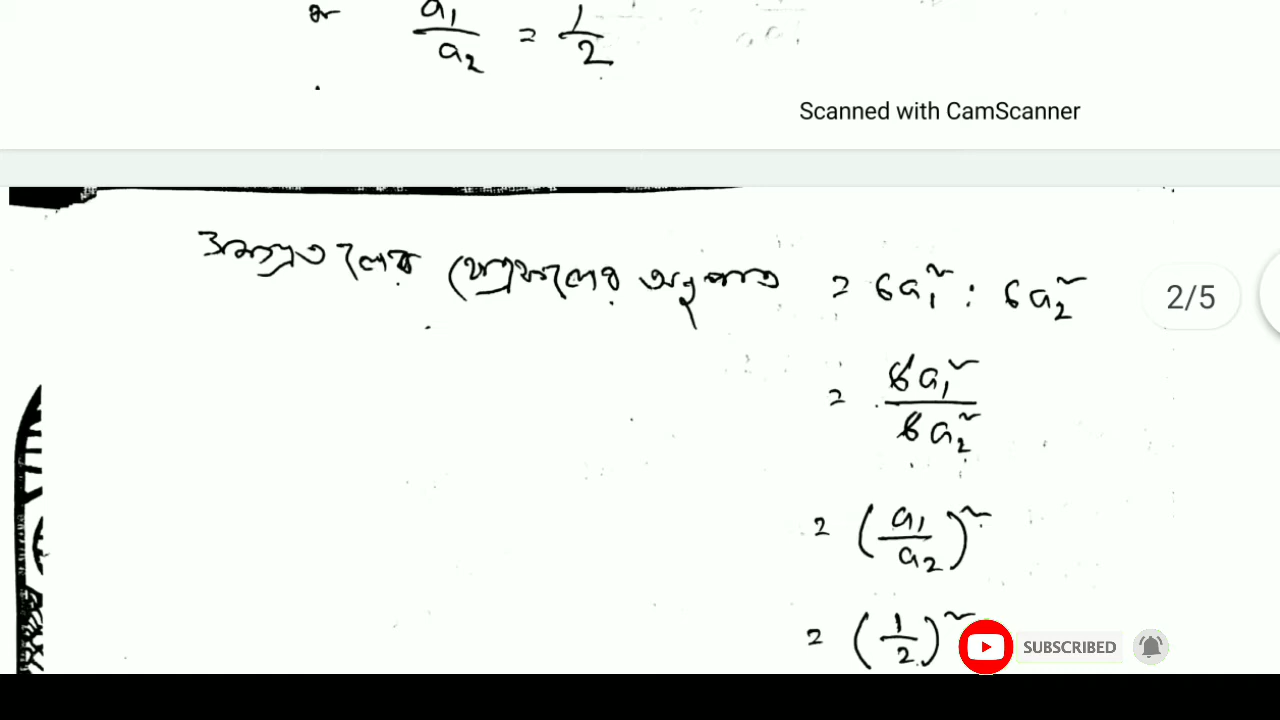 বা a₁/a₂ = 1/2
Scanned with CamScanner
সমগ্রতলের ক্ষেত্রফলের অনুপাত = 6a₁² : 6a₂²
2/5
= 6a₁²/6a₂²
= (a₁/a₂)²
= (1/2)²
SUBSCRIBED